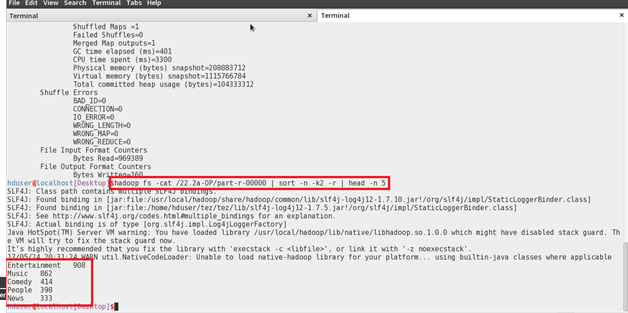 File Edit View Search Terminal Tabs Help
Terminal × Terminal ×
Shuffled Maps =1
Failed Shuffles=0
Merged Map outputs=1
GC time elapsed (ms)=401
CPU time spent (ms)=3300
Physical memory (bytes) snapshot=208883712
Virtual memory (bytes) snapshot=1115766784
Total committed heap usage (bytes)=104333312
Shuffle Errors
BAD_ID=0
CONNECTION=0
IO_ERROR=0
WRONG_LENGTH=0
WRONG_MAP=0
WRONG_REDUCE=0
File Input Format Counters
Bytes Read=969389
File Output Format Counters
Bytes Written=160
hduser@localhost[Desktop]$hadoop fs -cat /22.2a-OP/part-r-00000 | sort -n -k2 -r | head -n 5
SLF4J: Class path contains multiple SLF4J bindings.
SLF4J: Found binding in [jar:file:/usr/local/hadoop/share/hadoop/common/lib/slf4j-log4j12-1.7.10.jar!/org/slf4j/impl/StaticLoggerBinder.class]
SLF4J: Found binding in [jar:file:/home/hduser/tez/lib/slf4j-log4j12-1.7.5.jar!/org/slf4j/impl/StaticLoggerBinder.class]
SLF4J: See http://www.slf4j.org/codes.html#multiple_bindings for an explanation.
SLF4J: Actual binding is of type [org.slf4j.impl.Log4jLoggerFactory]
Java HotSpot(TM) Server VM warning: You have loaded library /usr/local/hadoop/lib/native/libhadoop.so.1.0.0 which might have disabled stack guard. Th
e VM will try to fix the stack guard now.
It's highly recommended that you fix the library with 'execstack -c <libfile>', or link it with '-z noexecstack'.
17/05/24 20:31:24 WARN util.NativeCodeLoader: Unable to load native-hadoop library for your platform... using builtin-java classes where applicable
Entertainment 908
Music 862
Comedy 414
People 398
News 333
hduser@localhost[Desktop]$